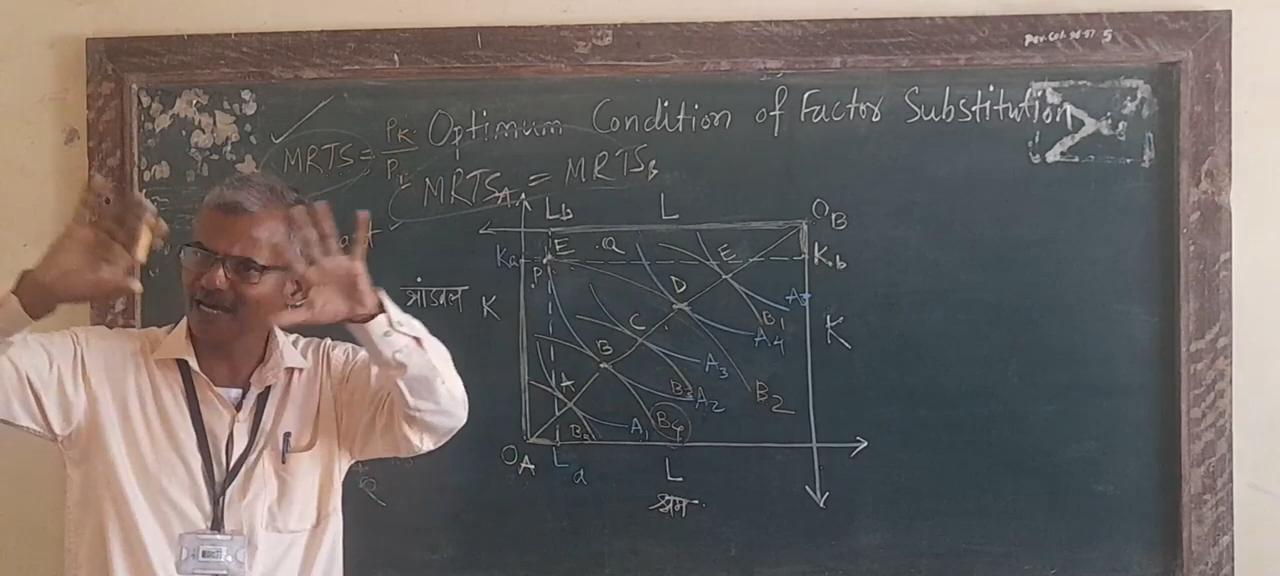 Optimum Condition of Factor Substitution
MRTS = PK
PL
MRTSA = MRTSB
Lb L OB
Ka E Q E Kb
P
D
भांडवल K
C
K
B
A
A5
B1
A4
A3
B2
B3 A2
B4
A1
OA La L
श्रम